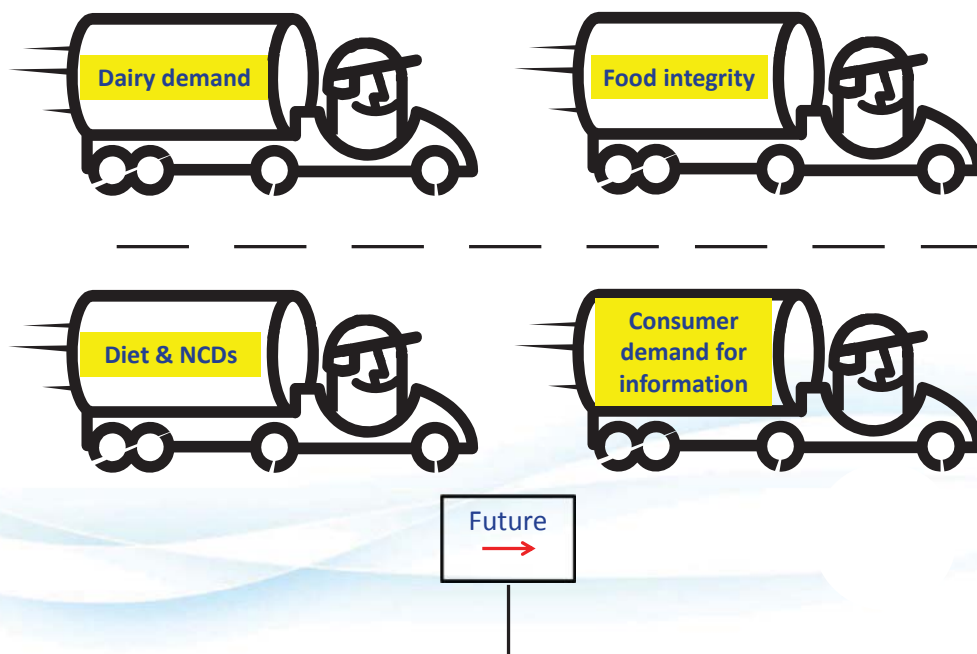 Dairy demand
Food integrity
Diet & NCDs
Consumer
demand for
information
Future